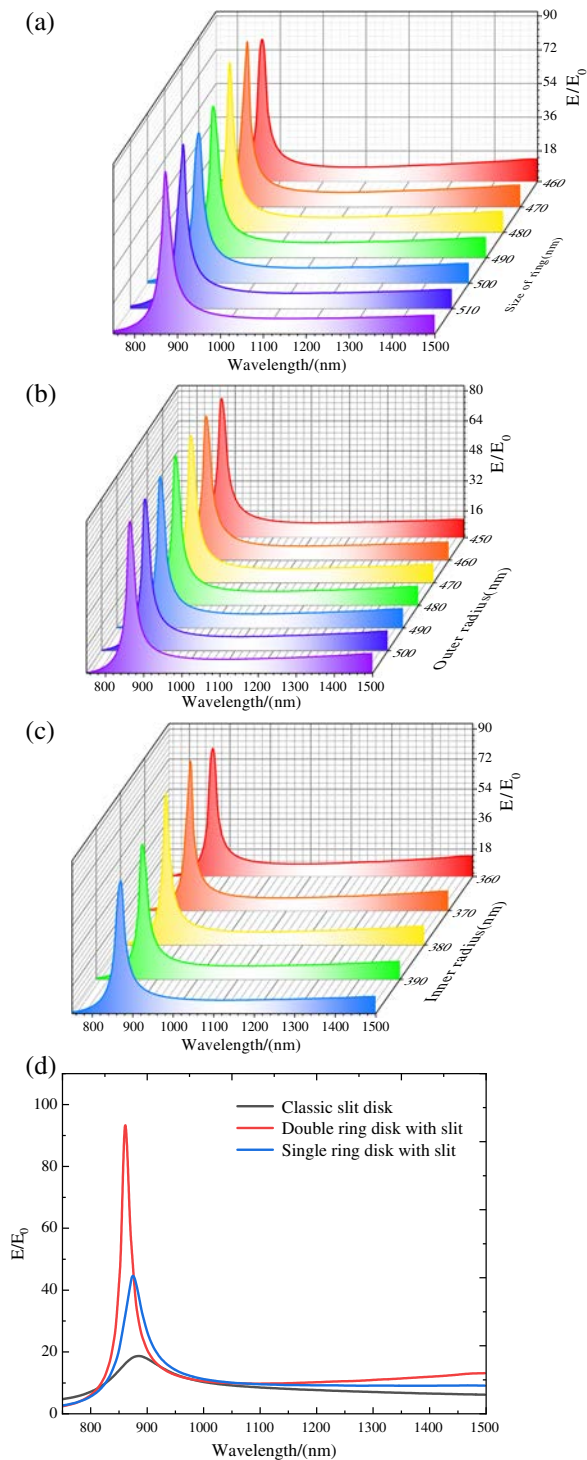 (a)
90
72
54
36
18
E/E0
460
470
480
490
500
510
Size of ring(nm)
800 900 1000 1100 1200 1300 1400 1500
Wavelength/(nm)
(b)
80
64
48
32
16
E/E0
450
460
470
480
490
500
Outer radius(nm)
800 900 1000 1100 1200 1300 1400 1500
Wavelength/(nm)
(c)
90
72
54
36
18
E/E0
360
370
380
390
Inner radius(nm)
800 900 1000 1100 1200 1300 1400 1500
Wavelength/(nm)
(d)
100
80
60
40
20
0
E/E0
Classic slit disk
Double ring disk with slit
Single ring disk with slit
800 900 1000 1100 1200 1300 1400 1500
Wavelength/(nm)